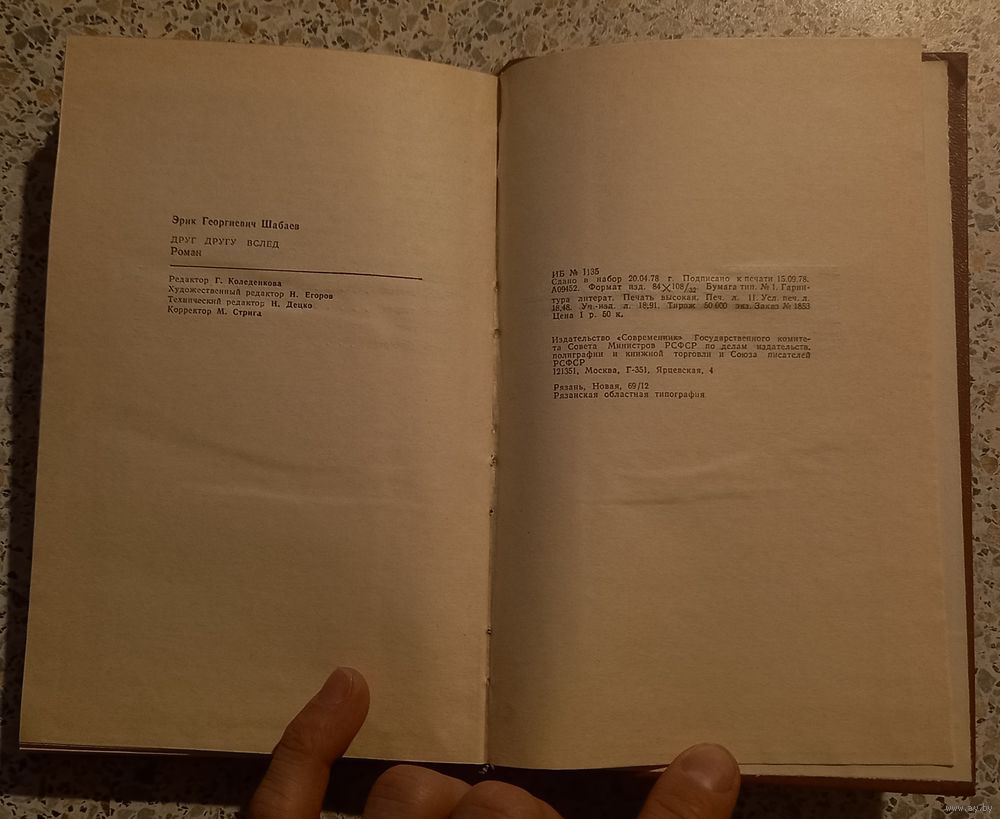 Эрик Георгиевич Шабаев
ДРУГ ДРУГУ ВСЛЕД
Роман
Редактор Г. Коледенкова
Художественный редактор Н. Егоров
Технический редактор Н. Децко
Корректор М. Стрига
ИБ № 1135
Сдано в набор 20.04.78 г. Подписано к печати 15.09.78.
А09452. Формат изд. 84×108/32. Бумага тип. № 1. Гарни-
тура литерат. Печать высокая. Печ. л. 11. Усл. печ. л.
18,48. Уч.-изд. л. 18,91. Тираж 50 000 экз. Заказ № 1853
Цена 1 р. 50 к.
Издательство «Современник» Государственного комите-
та Совета Министров РСФСР по делам издательств,
полиграфии и книжной торговли и Союза писателей
РСФСР
121351, Москва, Г-351, Ярцевская, 4
Рязань, Новая, 69/12
Рязанская областная типография
www.ay.by